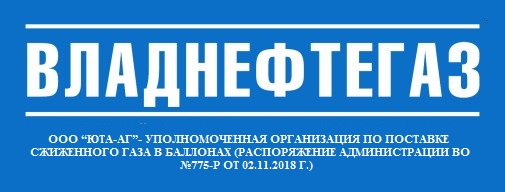 ВЛАДНЕФТЕГАЗ
ООО “ЮТА-АГ”- УПОЛНОМОЧЕННАЯ ОРГАНИЗАЦИЯ ПО ПОСТАВКЕ
СЖИЖЕННОГО ГАЗА В БАЛЛОНАХ (РАСПОРЯЖЕНИЕ АДМИНИСТРАЦИИ ВО
№775-Р ОТ 02.11.2018 Г.)